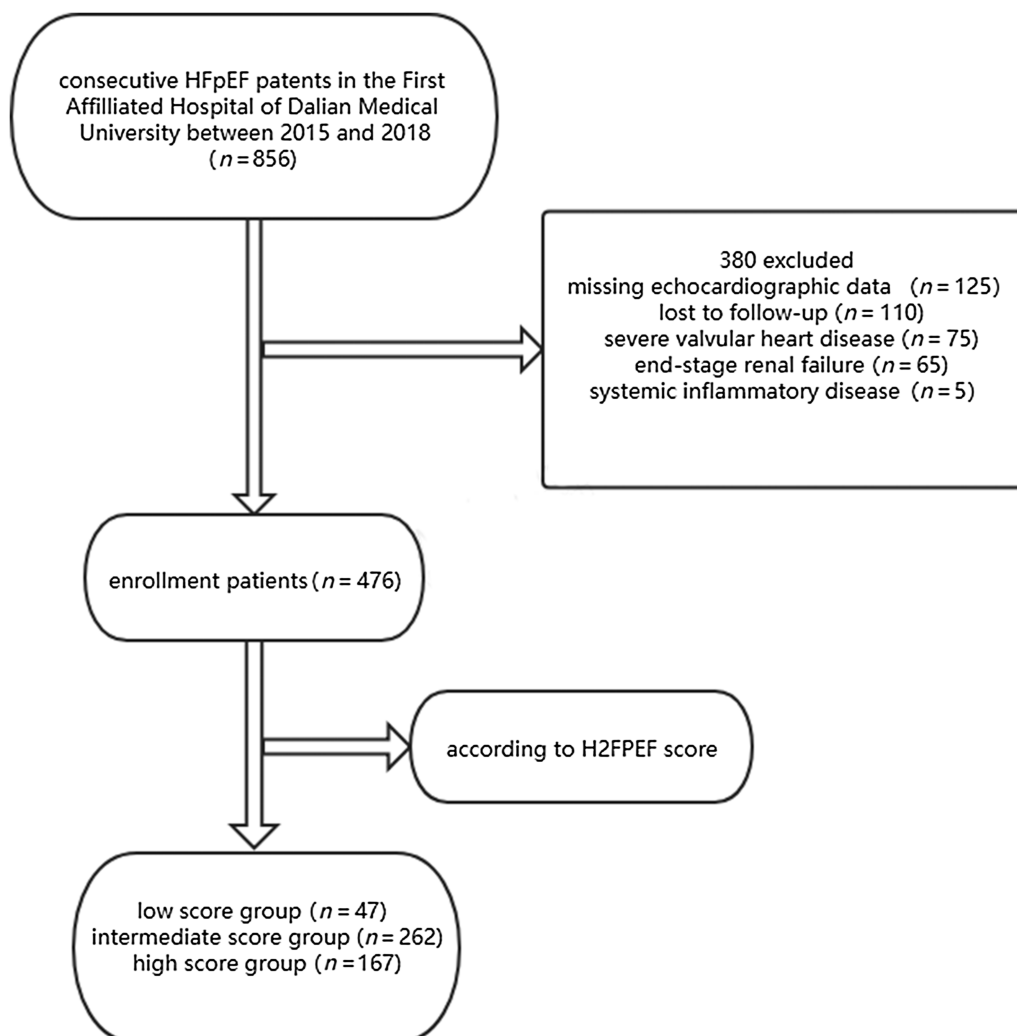 consecutive HFpEF patents in the First
Affilliated Hospital of Dalian Medical
University between 2015 and 2018
(n=856)
380 excluded
missing echocardiographic data (n=125)
lost to follow-up (n=110)
severe valvular heart disease (n=75)
end-stage renal failure (n=65)
systemic inflammatory disease (n=5)
enrollment patients(n=476)
according to H2FPEF score
low score group (n=47)
intermediate score group (n=262)
high score group (n=167)